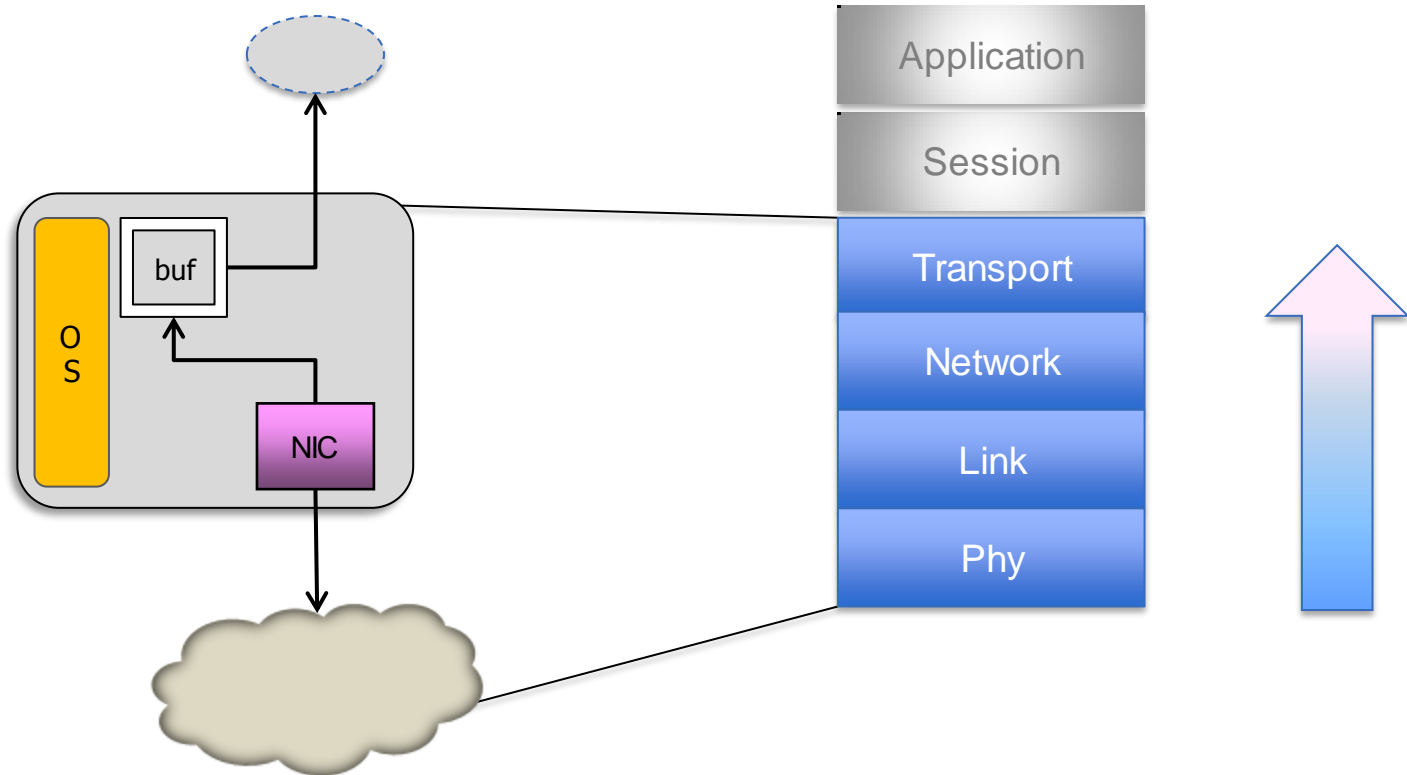 Application
Session
Transport
Network
Link
Phy
buf
O
S
NIC